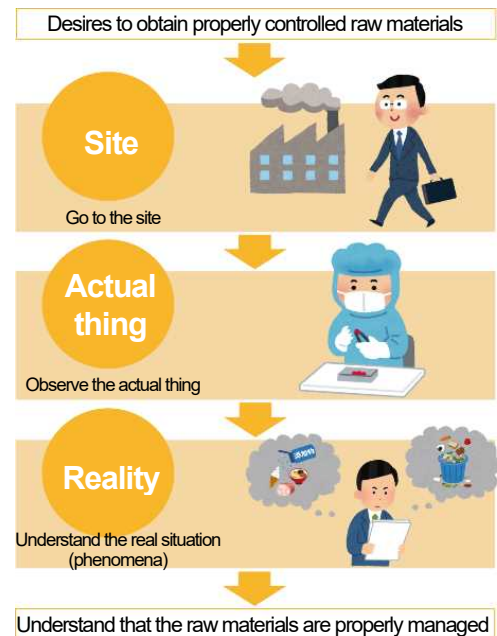 Desires to obtain properly controlled raw materials
Site
Go to the site
Actual
thing
Observe the actual thing
Reality
Understand the real situation
(phenomena)
Understand that the raw materials are properly managed